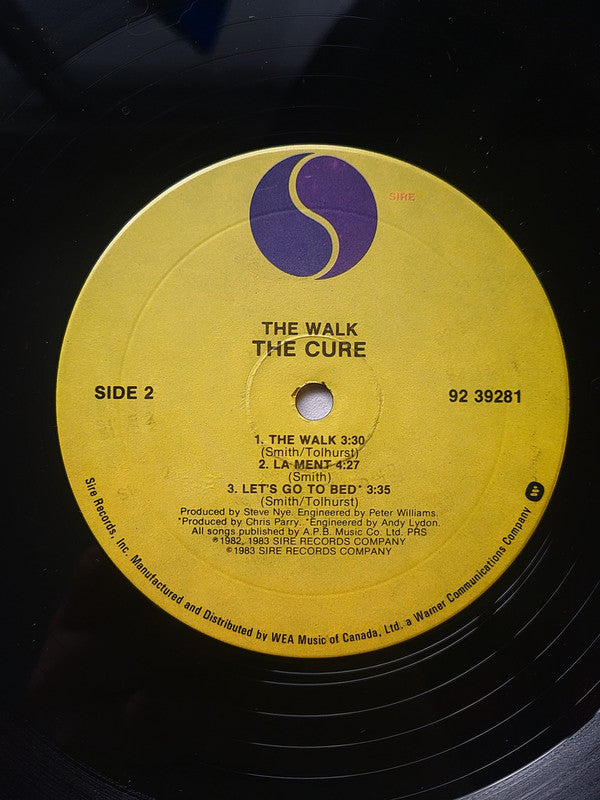 SIRE
THE WALK
THE CURE
SIDE 2
92 39281
1. THE WALK 3:30
(Smith/Tolhurst)
2. LA MENT 4:27
(Smith)
3. LET'S GO TO BED* 3:35
(Smith/Tolhurst)
Produced by Steve Nye. Engineered by Peter Williams.
*Produced by Chris Parry. *Engineered by Andy Lydon.
All songs published by A.P.B. Music Co. Ltd. PRS
℗ 1982, 1983 SIRE RECORDS COMPANY
© 1983 SIRE RECORDS COMPANY
Sire Records, Inc. Manufactured and Distributed by WEA Music of Canada, Ltd. a Warner Communications Company